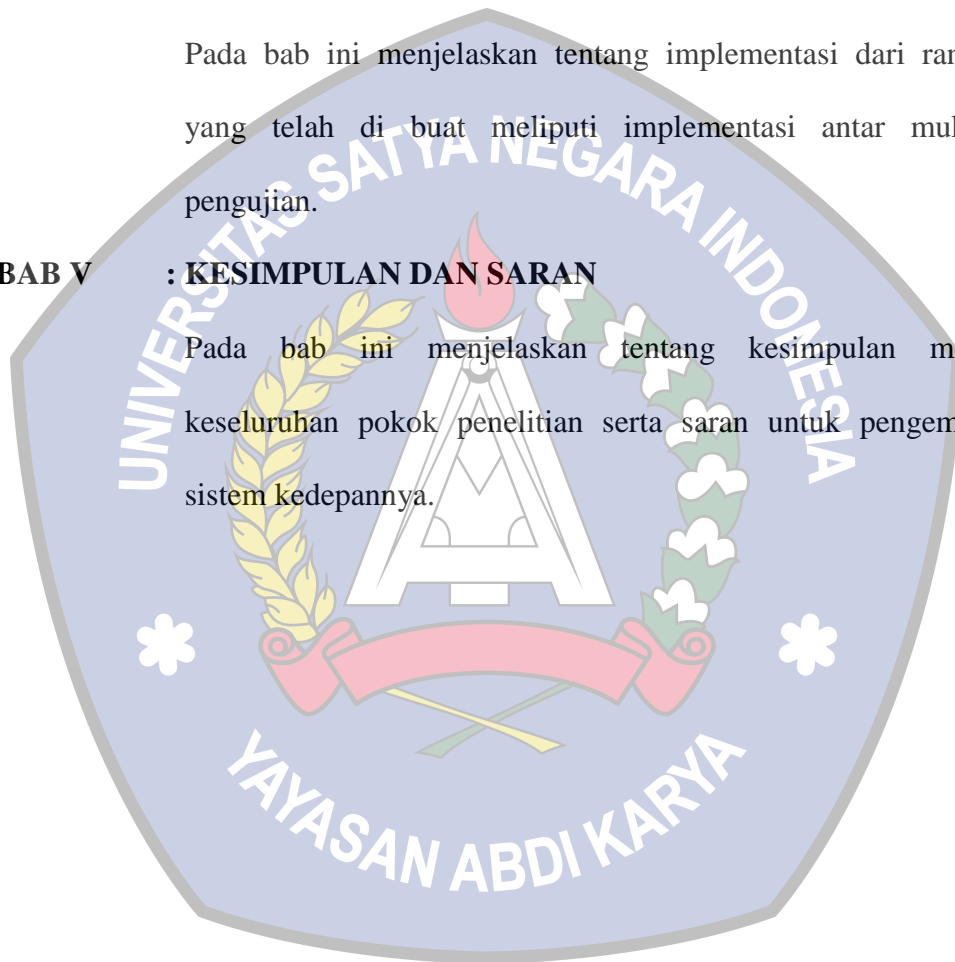 Pada bab ini menjelaskan tentang implementasi dari ran
yang telah di buat meliputi implementasi antar mul
pengujian.
BAB V : KESIMPULAN DAN SARAN
Pada bab ini menjelaskan tentang kesimpulan m
keseluruhan pokok penelitian serta saran untuk pengem
sistem kedepannya.
UNIVERSITAS SATYA NEGARA INDONESIA
YAYASAN ABDI KARYA